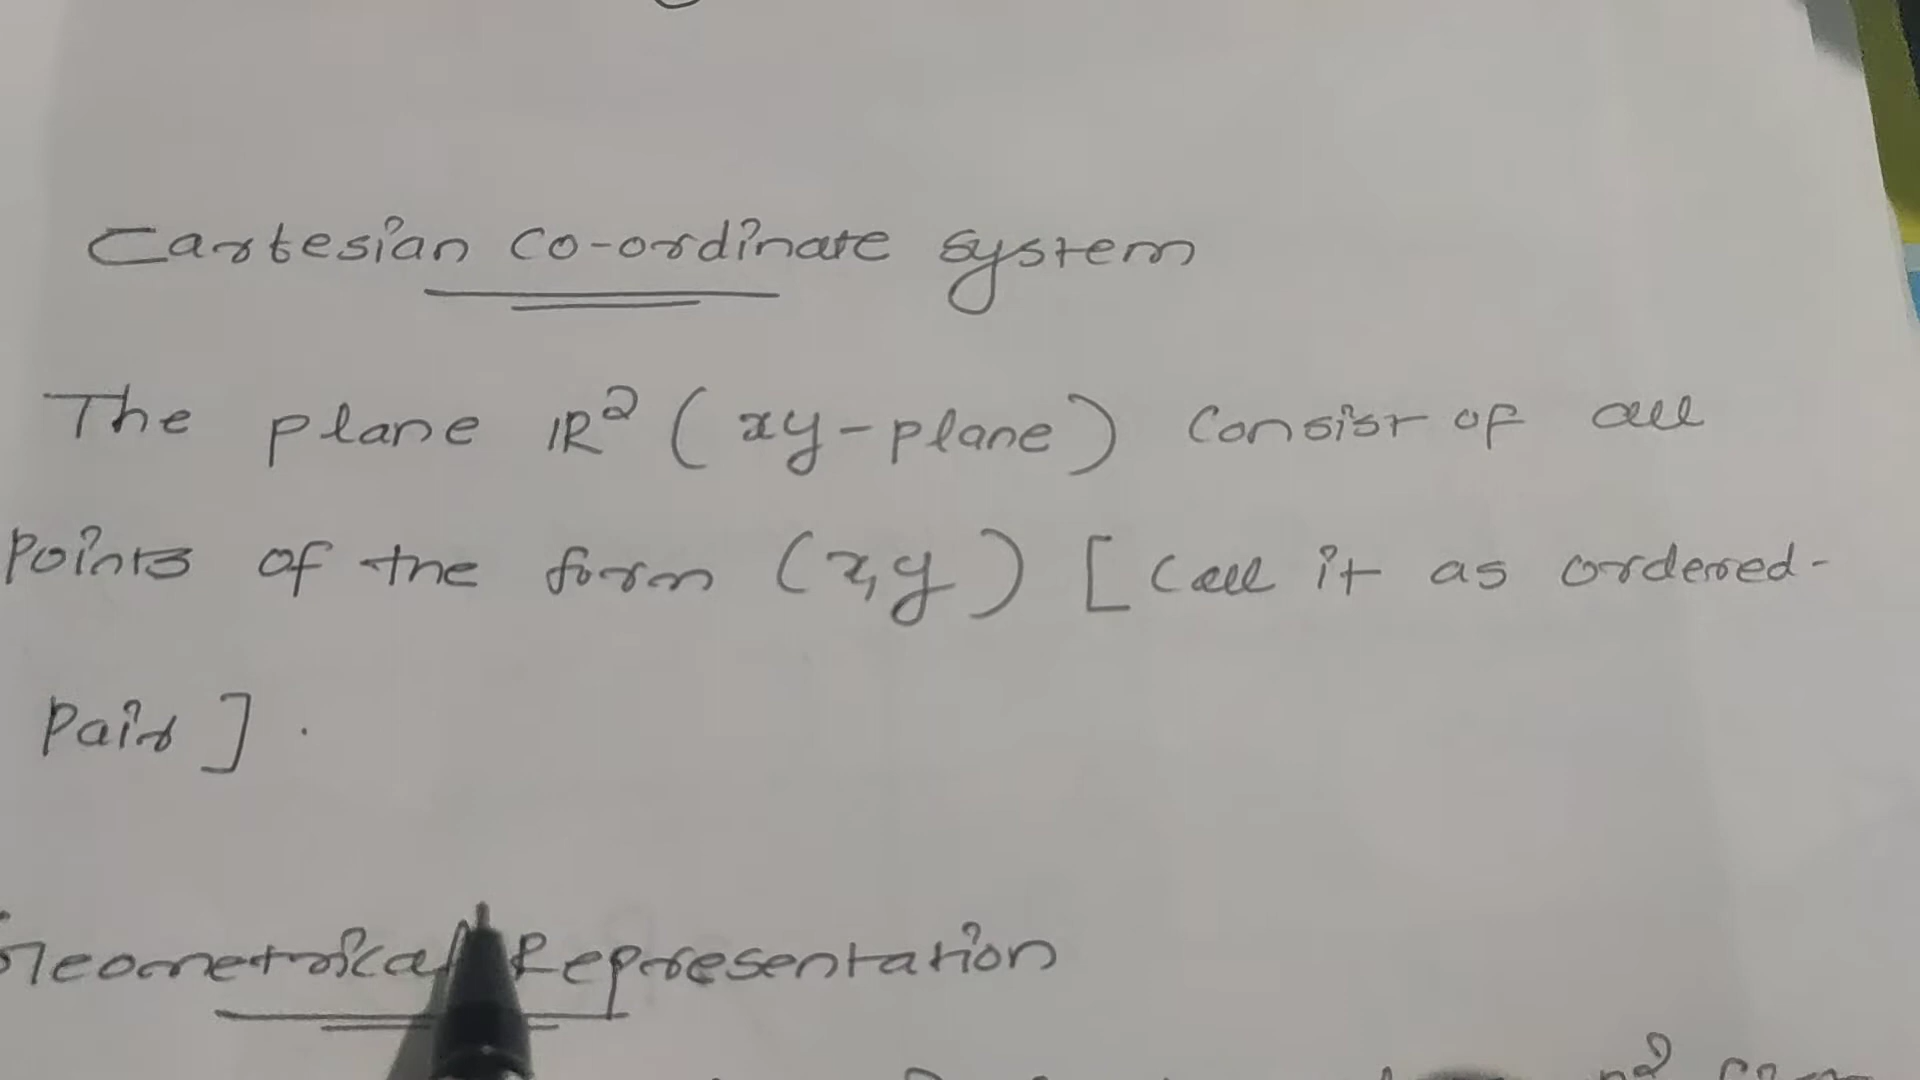 Cartesian co-ordinate system
The plane ℝ² (xy-plane) Consist of all
Points of the form (x,y) [Call it as ordered-
Pair].
Geometrical Representation